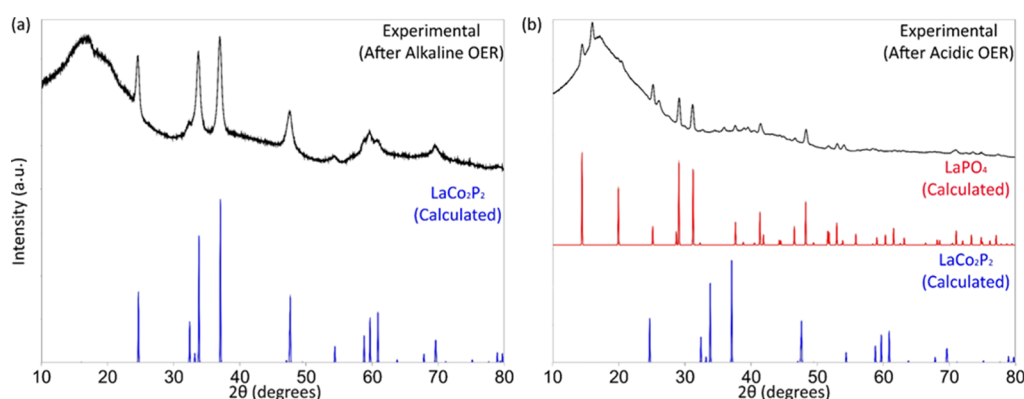 (a)
Experimental
(After Alkaline OER)
LaCo₂P₂
(Calculated)
Intensity (a.u.)
10 20 30 40 50 60 70 80
2θ (degrees)
(b)
Experimental
(After Acidic OER)
LaPO₄
(Calculated)
LaCo₂P₂
(Calculated)
10 20 30 40 50 60 70 80
2θ (degrees)